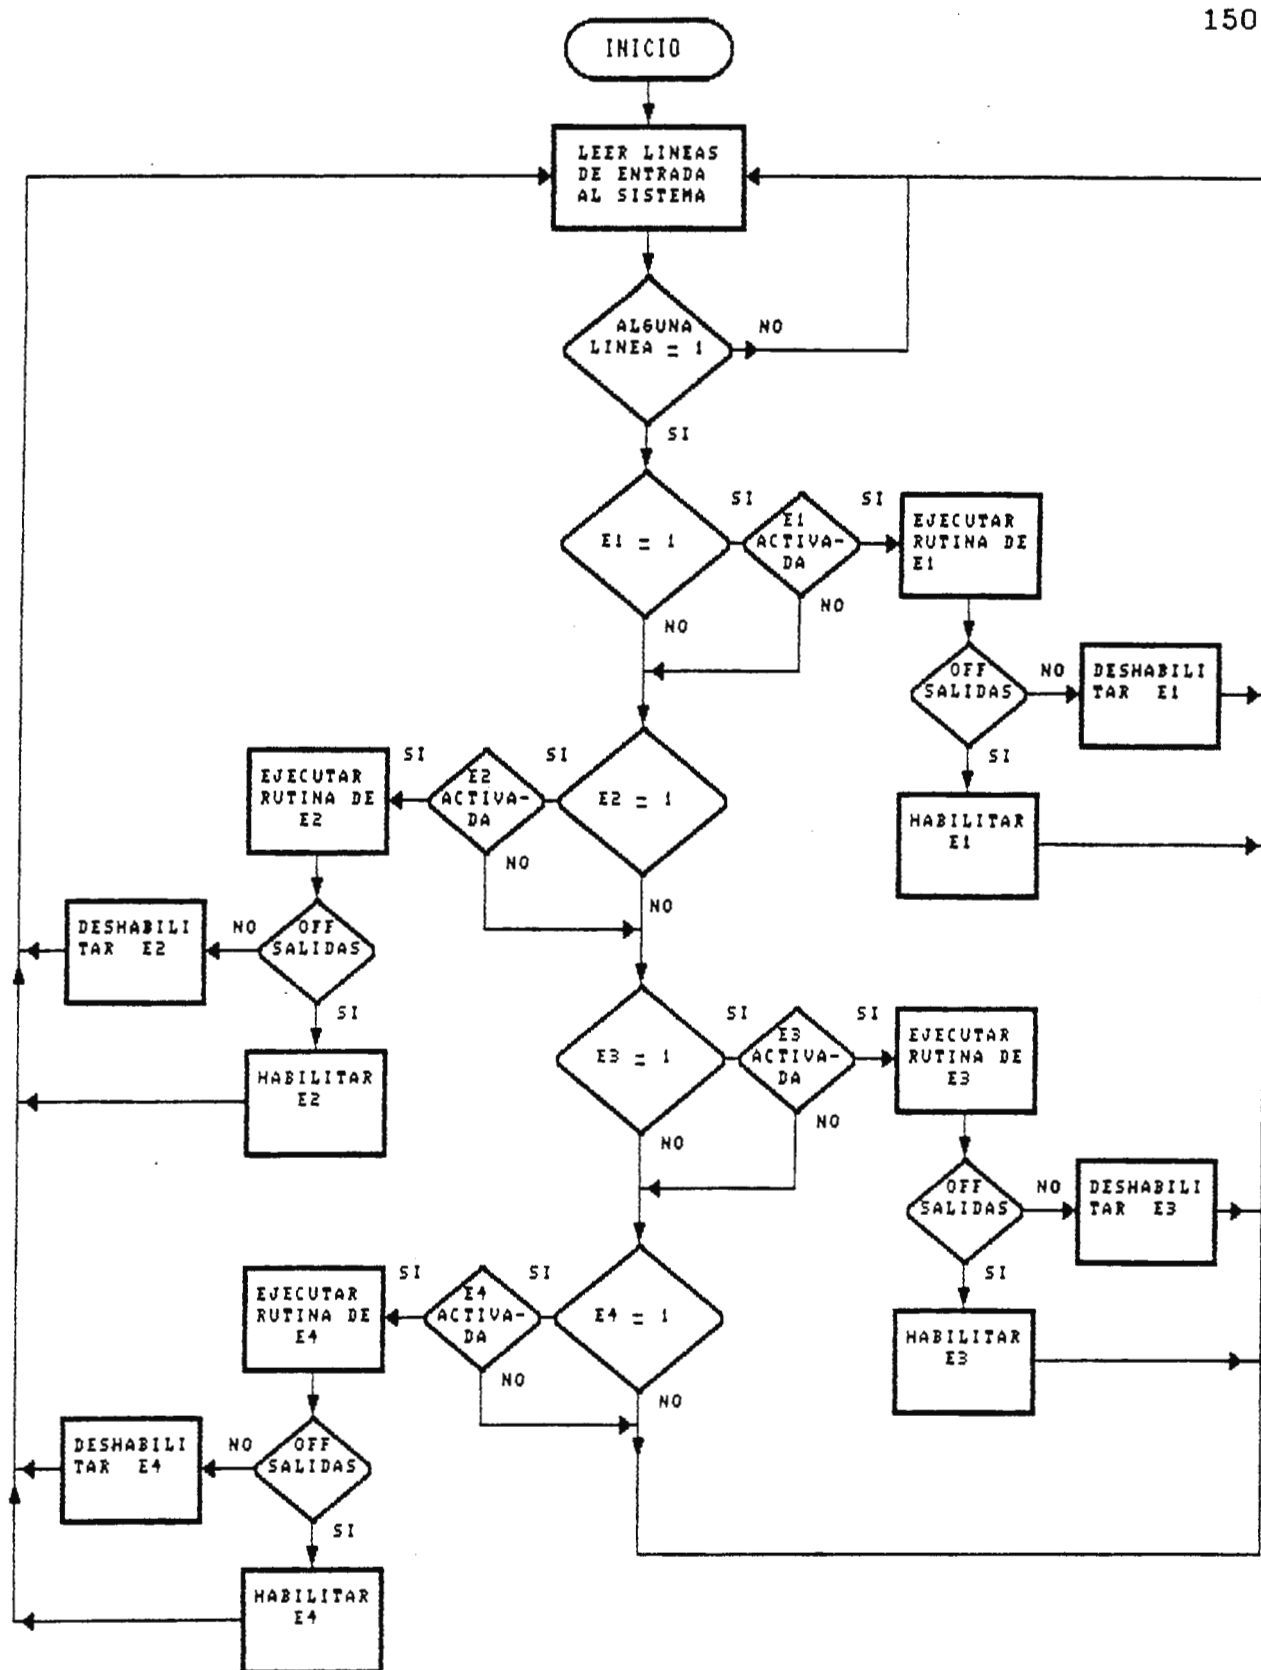 150
INICIO
LEER LINEAS
DE ENTRADA
AL SISTEMA
ALGUNA
LINEA = 1
NO
SI
E1 = 1
SI
E1
ACTIVA-
DA
SI
EJECUTAR
RUTINA DE
E1
NO
NO
OFF
SALIDAS
NO
DESHABILI
TAR E1
SI
HABILITAR
E1
E2 = 1
SI
E2
ACTIVA-
DA
SI
EJECUTAR
RUTINA DE
E2
NO
NO
OFF
SALIDAS
NO
DESHABILI
TAR E2
SI
HABILITAR
E2
E3 = 1
SI
E3
ACTIVA-
DA
SI
EJECUTAR
RUTINA DE
E3
NO
NO
OFF
SALIDAS
NO
DESHABILI
TAR E3
SI
HABILITAR
E3
E4 = 1
SI
E4
ACTIVA-
DA
SI
EJECUTAR
RUTINA DE
E4
NO
NO
OFF
SALIDAS
NO
DESHABILI
TAR E4
SI
HABILITAR
E4